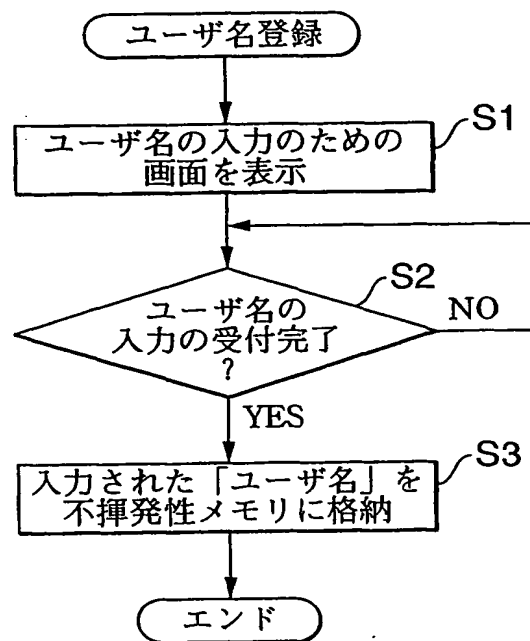 ユーザ名登録
S1
ユーザ名の入力のための
画面を表示
S2
ユーザ名の
入力の受付完了
?
NO
YES
S3
入力された「ユーザ名」を
不揮発性メモリに格納
エンド